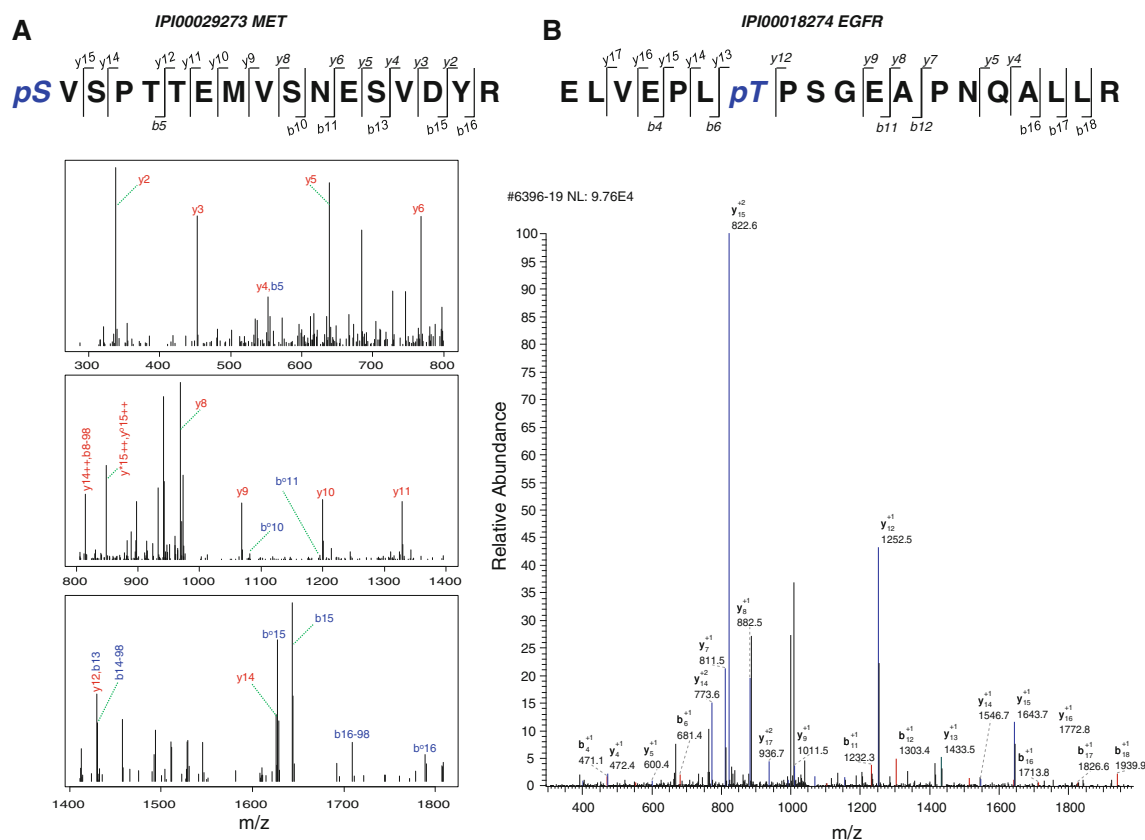 IPI00029273 MET
A
y15 y14 y12 y11 y10 y9 y8 y6 y5 y4 y3 y2
pS V S P T T E M V S N E S V D Y R
b5 b10 b11 b13 b15 b16
y2
y5
y3
y6
y4,b5
300 400 500 600 700 800
y14++,b8-98
y*15++,y°15++
y8
b°11
y9
b°10
y10
y11
800 900 1000 1100 1200 1300 1400
y12,b13
b14-98
b°15
b15
y14
b16-98
b°16
1400 1500 1600 1700 1800
m/z
IPI00018274 EGFR
B
y17 y16 y15 y14 y13 y12 y9 y8 y7 y5 y4
E L V E P L pT P S G E A P N Q A L L R
b4 b6 b11 b12 b16 b17 b18
#6396-19 NL: 9.76E4
Relative Abundance
100
95
90
85
80
75
70
65
60
55
50
45
40
35
30
25
20
15
10
5
0
y15+2
822.6
y12+1
1252.5
y8+1
882.5
y7+1
811.5
y14+2
773.6
b6+1
681.4
b4+1
471.1
y4+1
472.4
y5+1
600.4
y17+2
936.7
y9+1
1011.5
b11+1
1232.3
b12+1
1303.4
y13+1
1433.5
y14+1
1546.7
y15+1
1643.7
y16+1
1772.8
b16+1
1713.8
b17+1
1826.6
b18+1
1939.9
400 600 800 1000 1200 1400 1600 1800
m/z